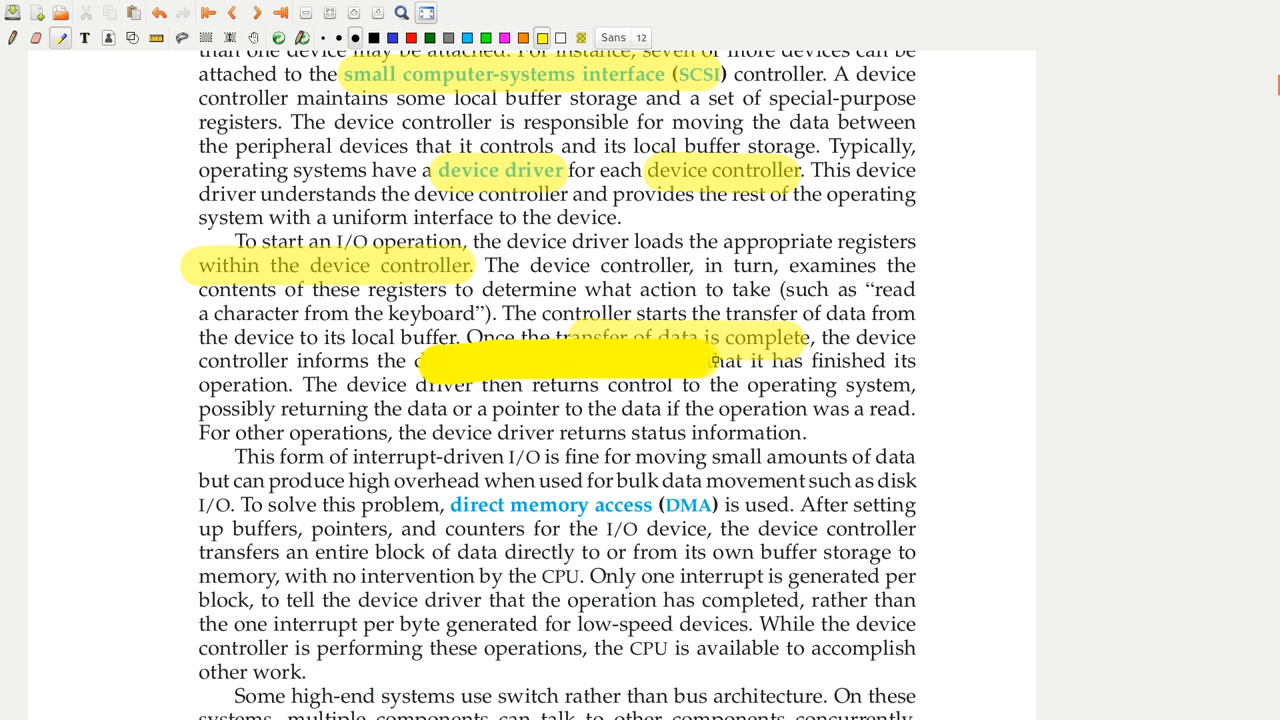 Sans 12
than one device may be attached. For instance, seven or more devices can be
attached to the small computer-systems interface (SCSI) controller. A device
controller maintains some local buffer storage and a set of special-purpose
registers. The device controller is responsible for moving the data between
the peripheral devices that it controls and its local buffer storage. Typically,
operating systems have a device driver for each device controller. This device
driver understands the device controller and provides the rest of the operating
system with a uniform interface to the device.
To start an I/O operation, the device driver loads the appropriate registers
within the device controller. The device controller, in turn, examines the
contents of these registers to determine what action to take (such as “read
a character from the keyboard”). The controller starts the transfer of data from
the device to its local buffer. Once the transfer of data is complete, the device
controller informs the that it has finished its
operation. The device driver then returns control to the operating system,
possibly returning the data or a pointer to the data if the operation was a read.
For other operations, the device driver returns status information.
This form of interrupt-driven I/O is fine for moving small amounts of data
but can produce high overhead when used for bulk data movement such as disk
I/O. To solve this problem, direct memory access (DMA) is used. After setting
up buffers, pointers, and counters for the I/O device, the device controller
transfers an entire block of data directly to or from its own buffer storage to
memory, with no intervention by the CPU. Only one interrupt is generated per
block, to tell the device driver that the operation has completed, rather than
the one interrupt per byte generated for low-speed devices. While the device
controller is performing these operations, the CPU is available to accomplish
other work.
Some high-end systems use switch rather than bus architecture. On these
systems, multiple components can talk to other components concurrently,